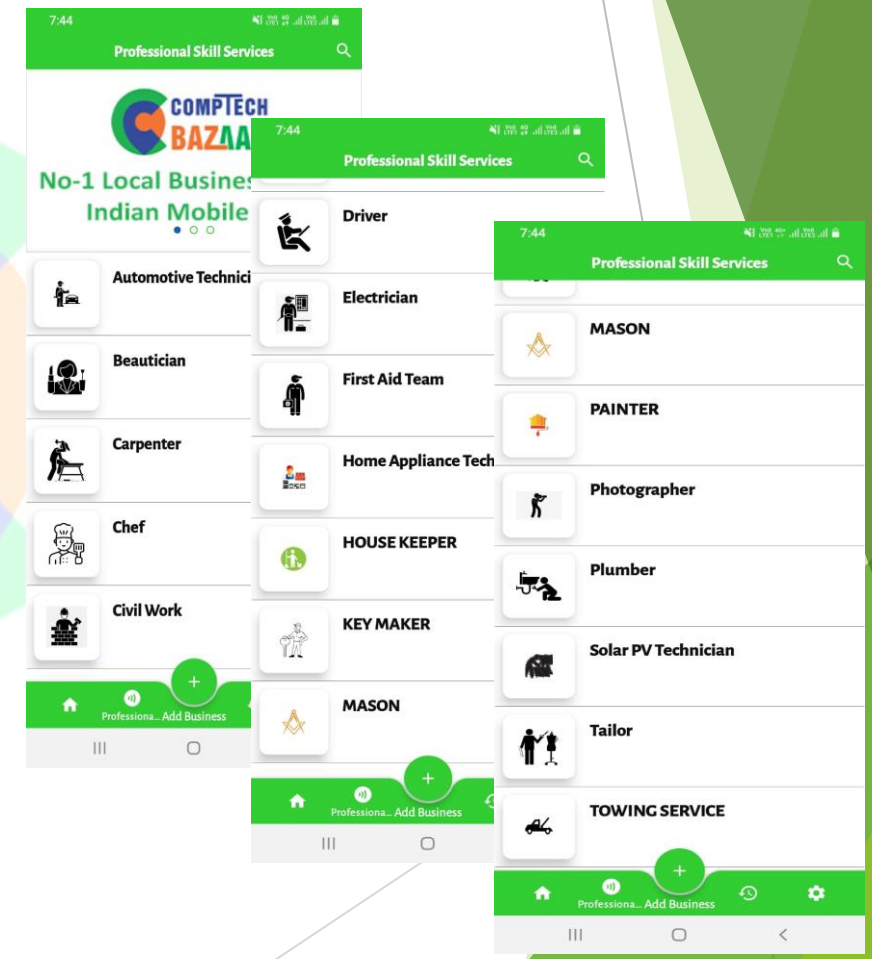 7:44
Professional Skill Services
COMPTECH
BAZAA
No-1 Local Busines
Indian Mobile
Automotive Technici
Beautician
Carpenter
Chef
Civil Work
+
Professiona... Add Business
7:44
Professional Skill Services
Driver
Electrician
First Aid Team
Home Appliance Tech
HOUSE KEEPER
KEY MAKER
MASON
+
Professiona... Add Business
7:44
Professional Skill Services
MASON
PAINTER
Photographer
Plumber
Solar PV Technician
Tailor
TOWING SERVICE
+
Professiona... Add Business